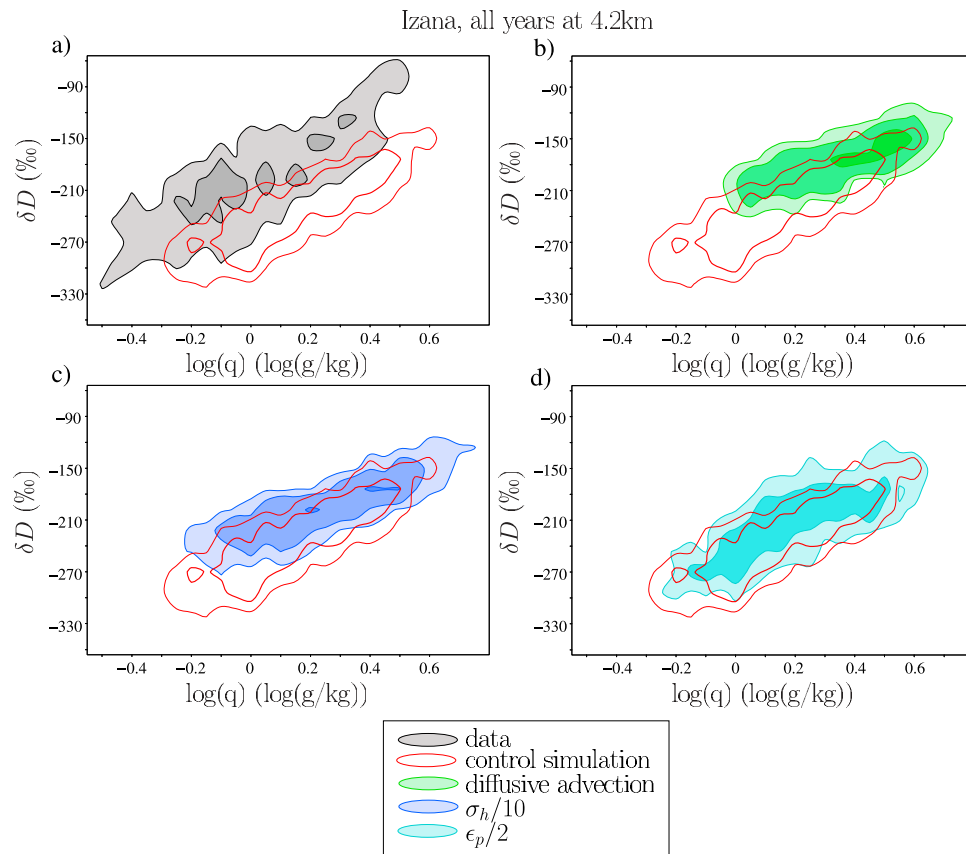 Izana, all years at 4.2km
a)
b)
−90
−150
−210
−270
−330
δD (‰)
−0.4 −0.2 0 0.2 0.4 0.6
log(q) (log(g/kg))
−90
−150
−210
−270
−330
δD (‰)
−0.4 −0.2 0 0.2 0.4 0.6
log(q) (log(g/kg))
c)
d)
−90
−150
−210
−270
−330
δD (‰)
−0.4 −0.2 0 0.2 0.4 0.6
log(q) (log(g/kg))
−90
−150
−210
−270
−330
δD (‰)
−0.4 −0.2 0 0.2 0.4 0.6
log(q) (log(g/kg))
data
control simulation
diffusive advection
σ_h/10
ϵ_p/2